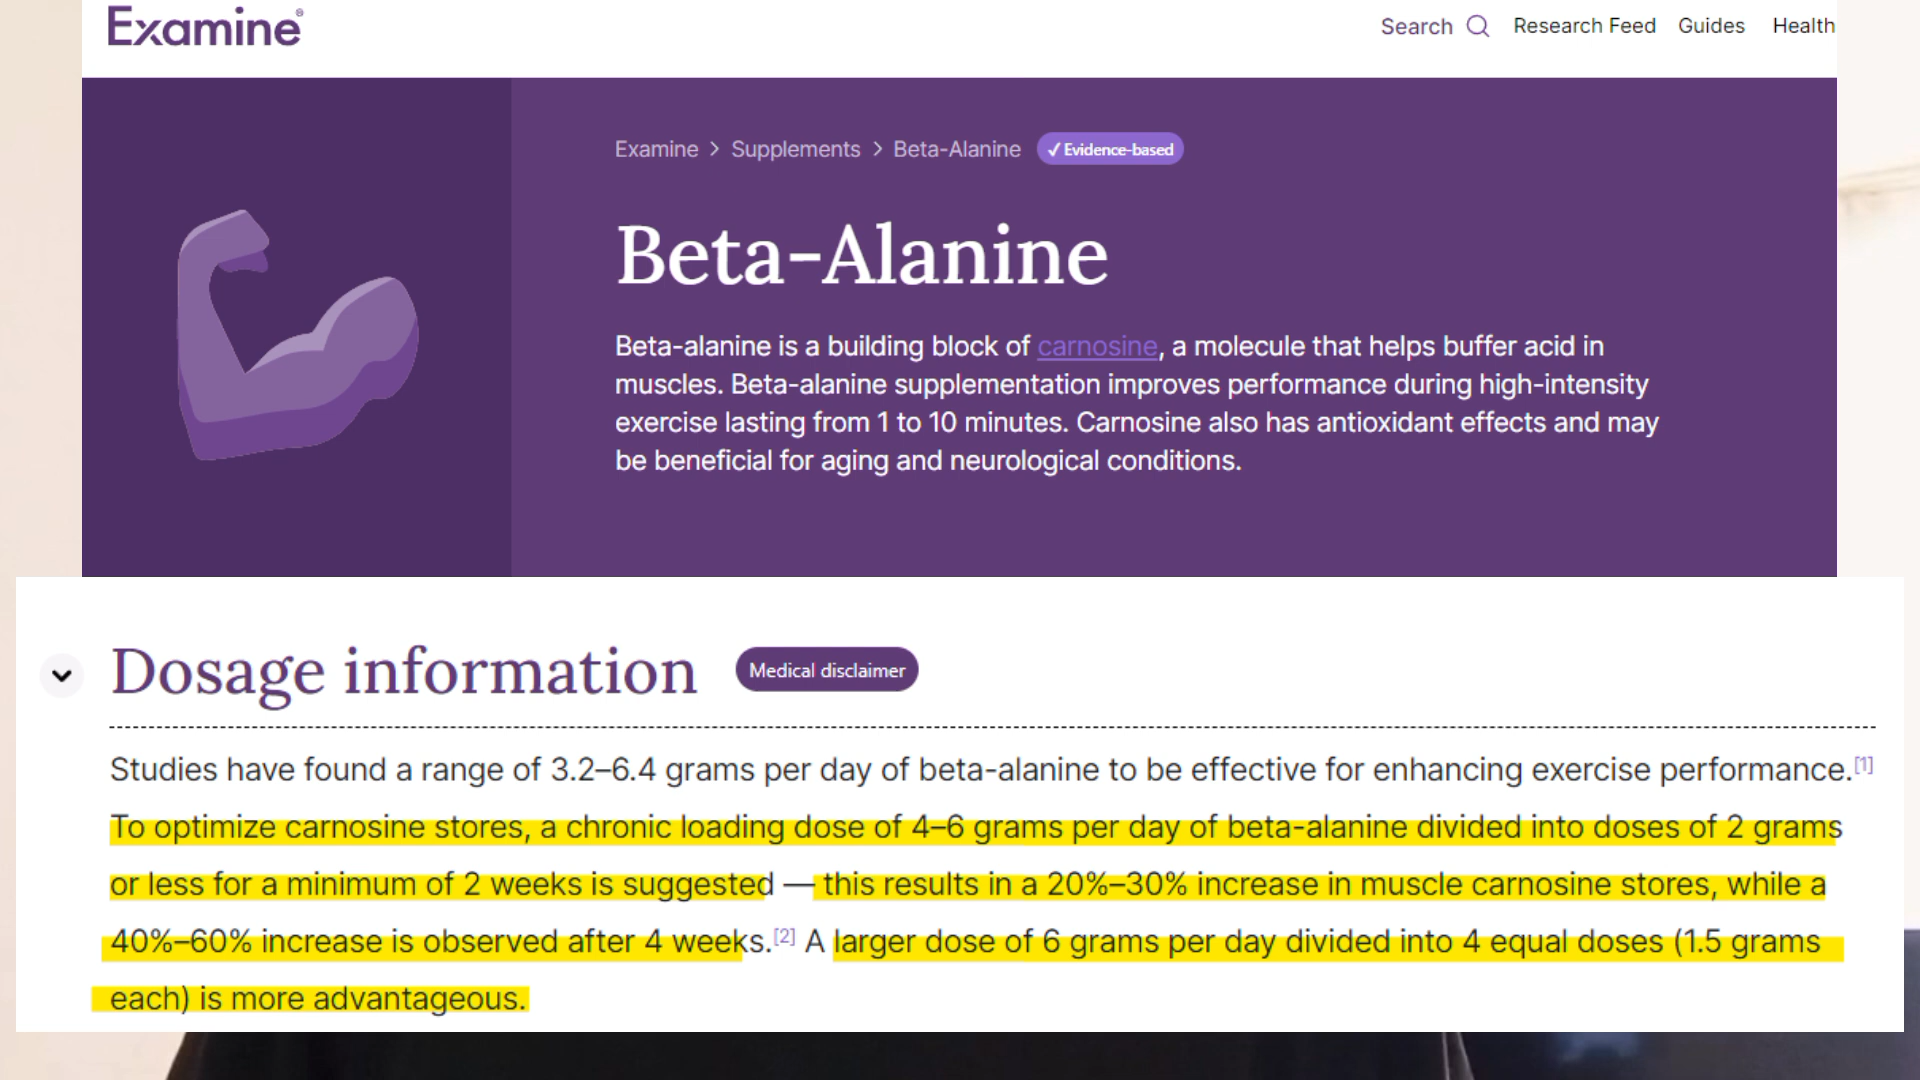 Examine®
Search Research Feed Guides Health
Examine > Supplements > Beta-Alanine ✓ Evidence-based
Beta-Alanine
Beta-alanine is a building block of carnosine, a molecule that helps buffer acid in
muscles. Beta-alanine supplementation improves performance during high-intensity
exercise lasting from 1 to 10 minutes. Carnosine also has antioxidant effects and may
be beneficial for aging and neurological conditions.
Dosage information Medical disclaimer
Studies have found a range of 3.2–6.4 grams per day of beta-alanine to be effective for enhancing exercise performance.[1]
To optimize carnosine stores, a chronic loading dose of 4–6 grams per day of beta-alanine divided into doses of 2 grams
or less for a minimum of 2 weeks is suggested — this results in a 20%–30% increase in muscle carnosine stores, while a
40%–60% increase is observed after 4 weeks.[2] A larger dose of 6 grams per day divided into 4 equal doses (1.5 grams
each) is more advantageous.